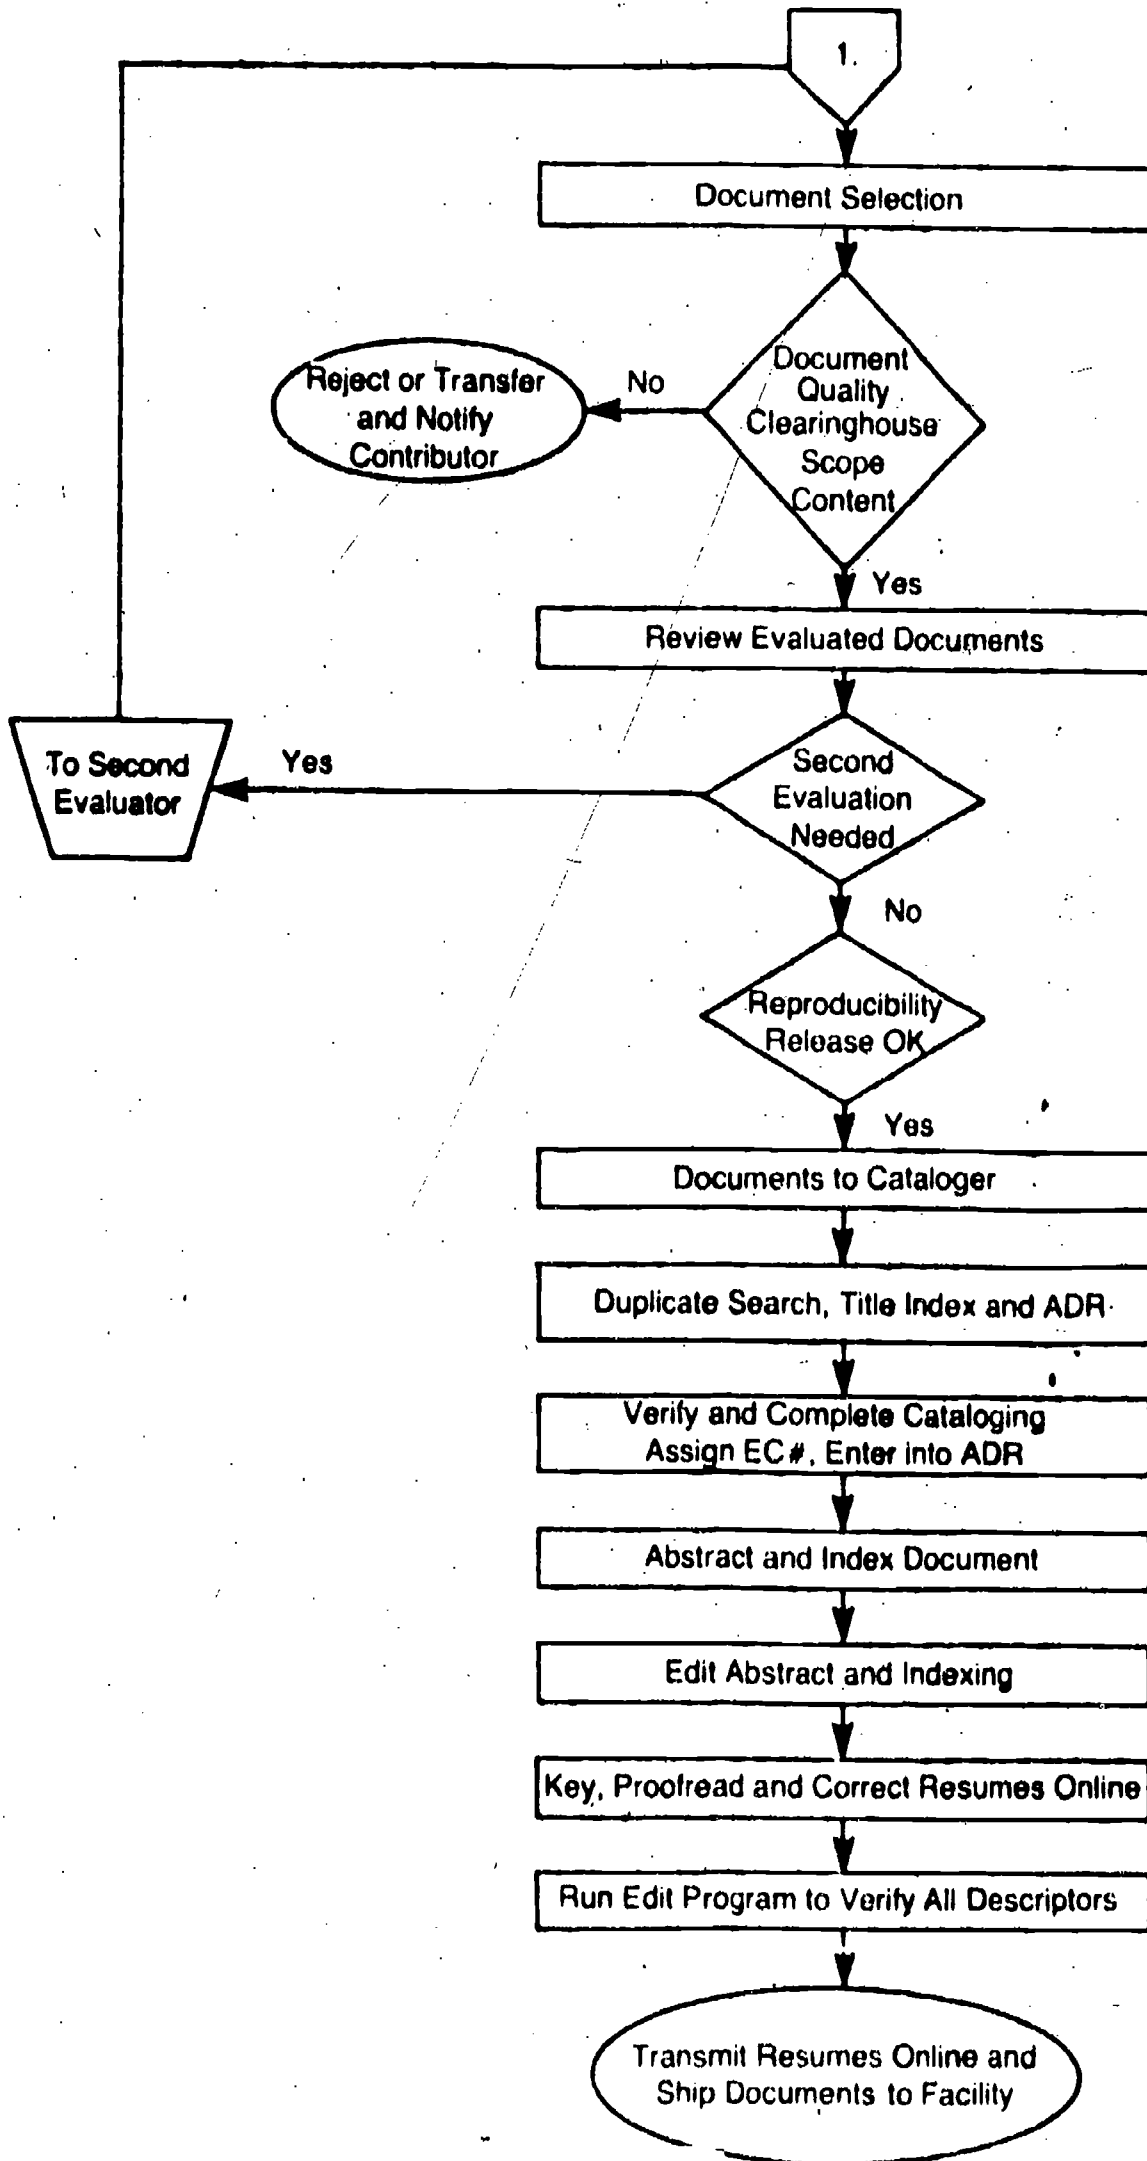 1.
Document Selection
Document
Quality
Clearinghouse
Scope
Content
No
Reject or Transfer
and Notify
Contributor
Yes
Review Evaluated Documents
Second
Evaluation
Needed
Yes
To Second
Evaluator
No
Reproducibility
Release OK
Yes
Documents to Cataloger
Duplicate Search, Title Index and ADR
Verify and Complete Cataloging
Assign EC#, Enter into ADR
Abstract and Index Document
Edit Abstract and Indexing
Key, Proofread and Correct Resumes Online
Run Edit Program to Verify All Descriptors
Transmit Resumes Online and
Ship Documents to Facility